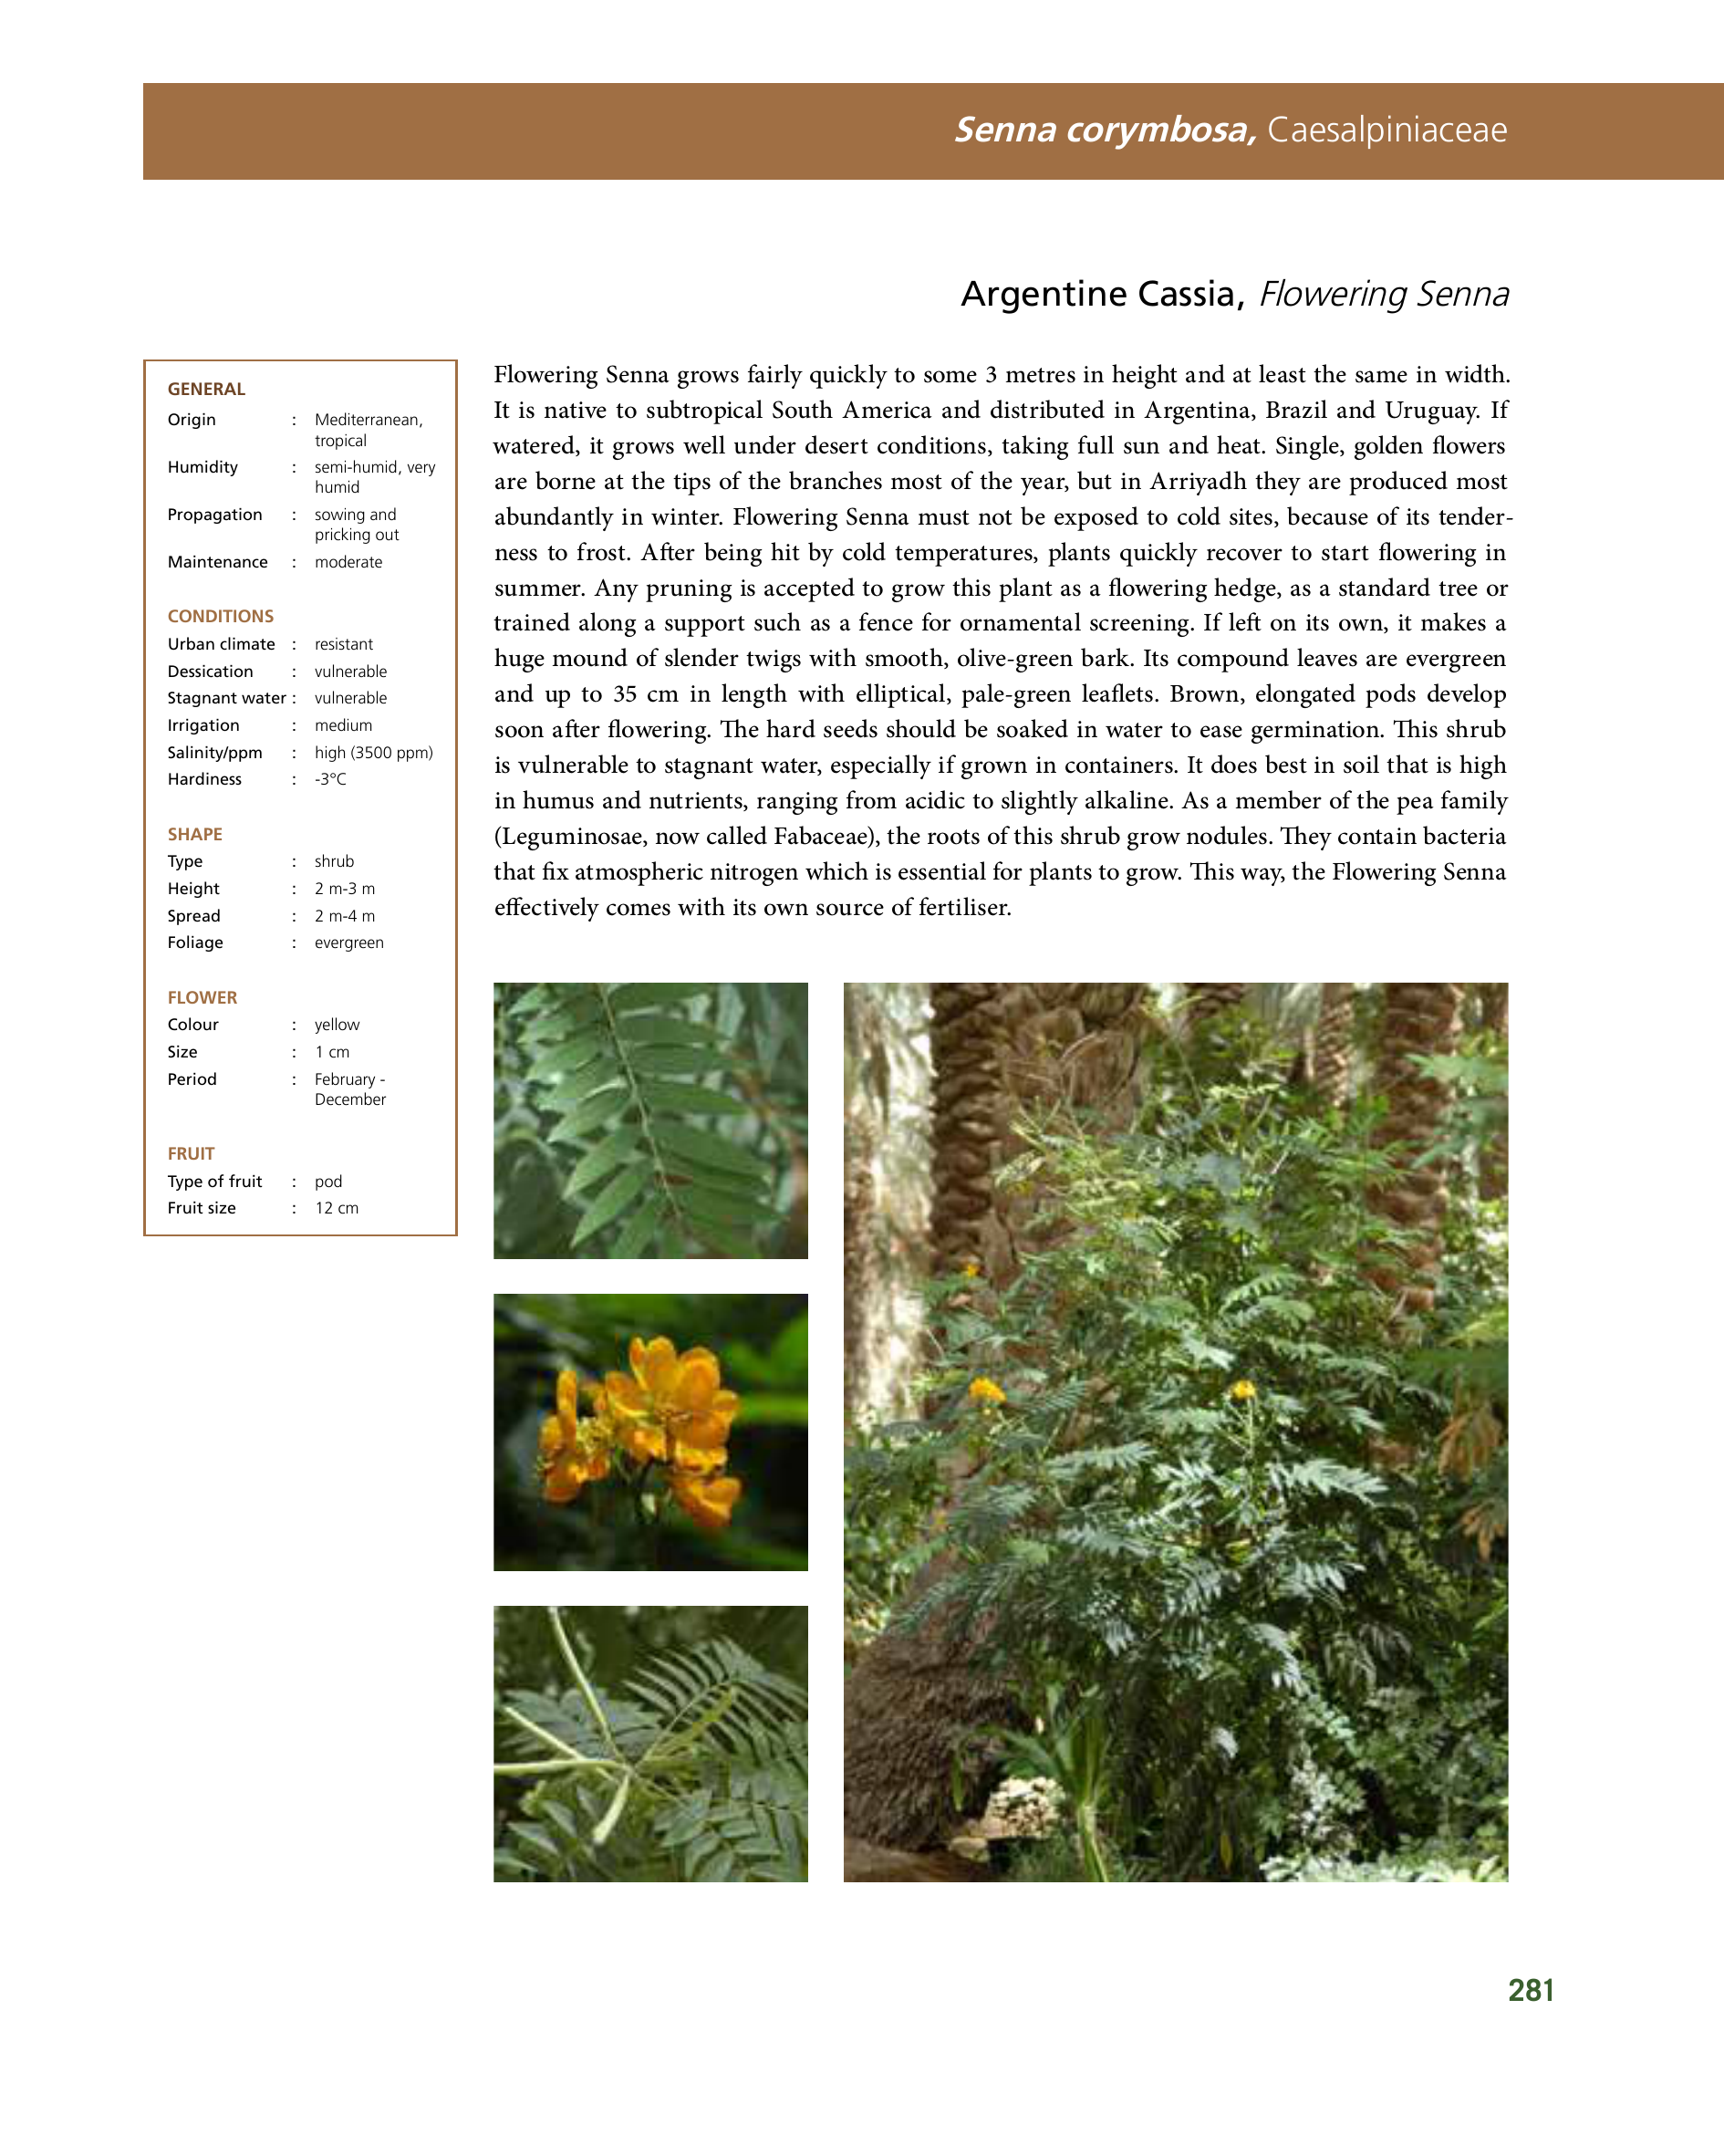 Senna corymbosa, Caesalpiniaceae
Argentine Cassia, Flowering Senna
GENERAL
Origin : Mediterranean,
tropical
Humidity : semi-humid, very
humid
Propagation : sowing and
pricking out
Maintenance : moderate
CONDITIONS
Urban climate : resistant
Dessication : vulnerable
Stagnant water : vulnerable
Irrigation : medium
Salinity/ppm : high (3500 ppm)
Hardiness : -3°C
SHAPE
Type : shrub
Height : 2 m-3 m
Spread : 2 m-4 m
Foliage : evergreen
FLOWER
Colour : yellow
Size : 1 cm
Period : February -
December
FRUIT
Type of fruit : pod
Fruit size : 12 cm
Flowering Senna grows fairly quickly to some 3 metres in height and at least the same in width.
It is native to subtropical South America and distributed in Argentina, Brazil and Uruguay. If
watered, it grows well under desert conditions, taking full sun and heat. Single, golden flowers
are borne at the tips of the branches most of the year, but in Arriyadh they are produced most
abundantly in winter. Flowering Senna must not be exposed to cold sites, because of its tender-
ness to frost. After being hit by cold temperatures, plants quickly recover to start flowering in
summer. Any pruning is accepted to grow this plant as a flowering hedge, as a standard tree or
trained along a support such as a fence for ornamental screening. If left on its own, it makes a
huge mound of slender twigs with smooth, olive-green bark. Its compound leaves are evergreen
and up to 35 cm in length with elliptical, pale-green leaflets. Brown, elongated pods develop
soon after flowering. The hard seeds should be soaked in water to ease germination. This shrub
is vulnerable to stagnant water, especially if grown in containers. It does best in soil that is high
in humus and nutrients, ranging from acidic to slightly alkaline. As a member of the pea family
(Leguminosae, now called Fabaceae), the roots of this shrub grow nodules. They contain bacteria
that fix atmospheric nitrogen which is essential for plants to grow. This way, the Flowering Senna
effectively comes with its own source of fertiliser.
281